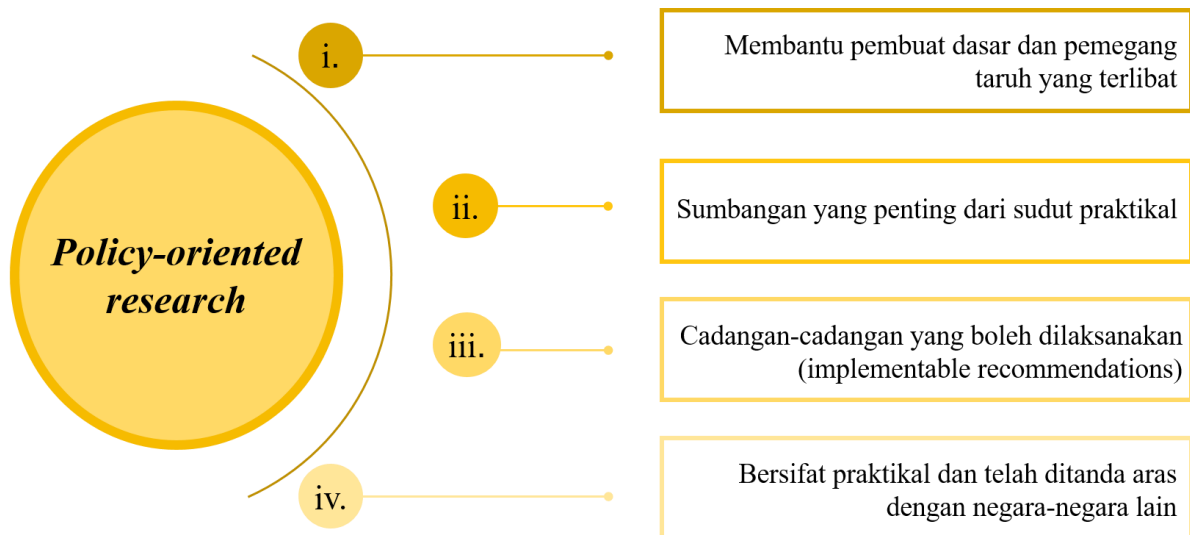 Policy-oriented
research
i.
Membantu pembuat dasar dan pemegang
taruh yang terlibat
ii.
Sumbangan yang penting dari sudut praktikal
iii.
Cadangan-cadangan yang boleh dilaksanakan
(implementable recommendations)
iv.
Bersifat praktikal dan telah ditanda aras
dengan negara-negara lain